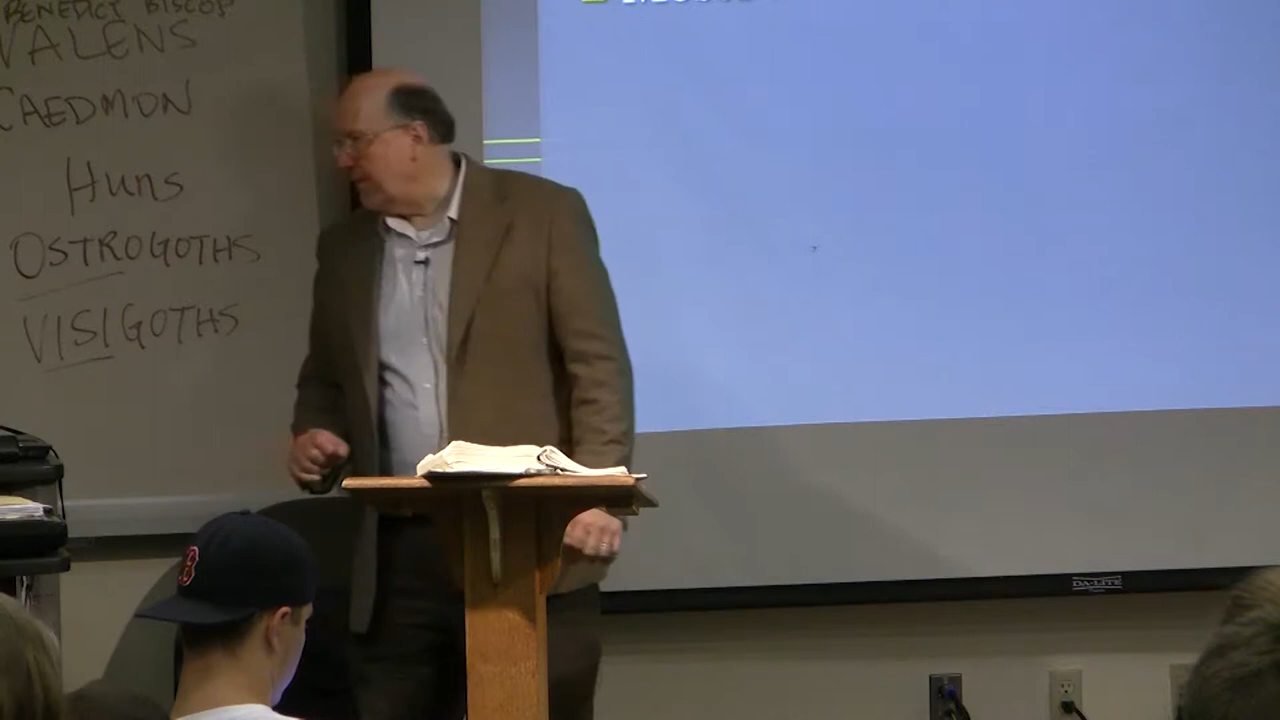 BENEDICT BISCOP
VALENS
CAEDMON
Huns
OSTROGOTHS
VISIGOTHS
B
DA-LITE